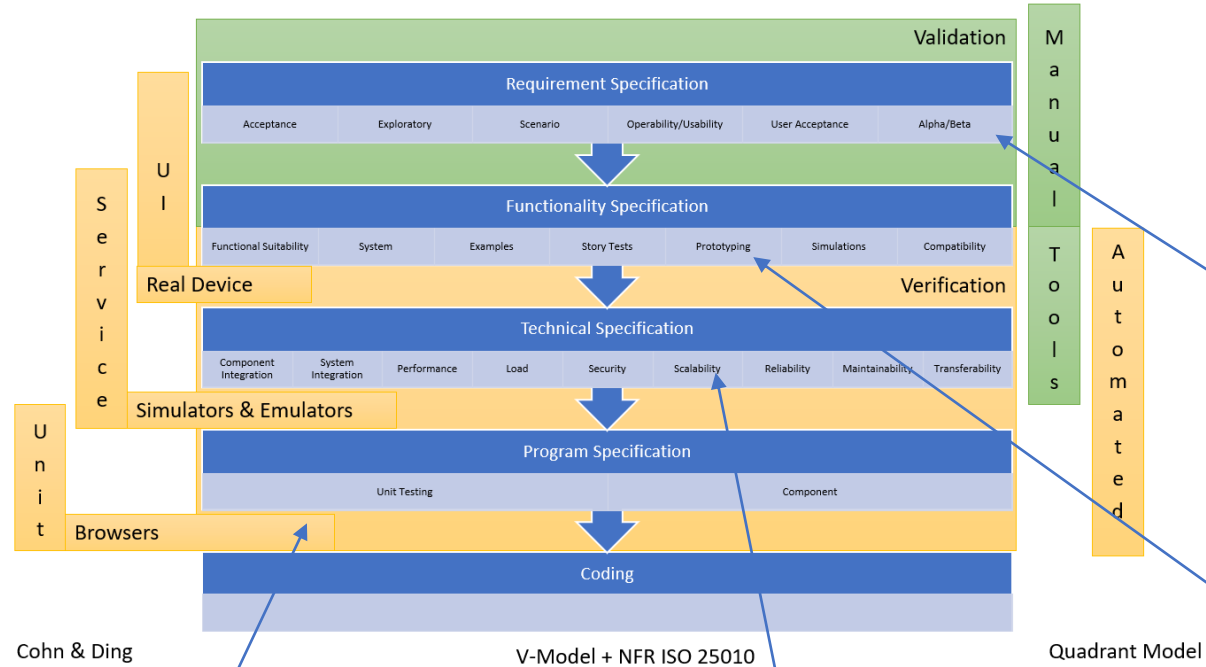 Validation
Manual
Requirement Specification
Acceptance
Exploratory
Scenario
Operability/Usability
User Acceptance
Alpha/Beta
UI
Service
Functionality Specification
Functional Suitability
System
Examples
Story Tests
Prototyping
Simulations
Compatibility
Tools
Automated
Real Device
Verification
Technical Specification
Component
Integration
System
Integration
Performance
Load
Security
Scalability
Reliability
Maintainability
Transferability
Simulators & Emulators
Unit
Program Specification
Unit Testing
Component
Browsers
Coding
Cohn & Ding
V-Model + NFR ISO 25010
Quadrant Model